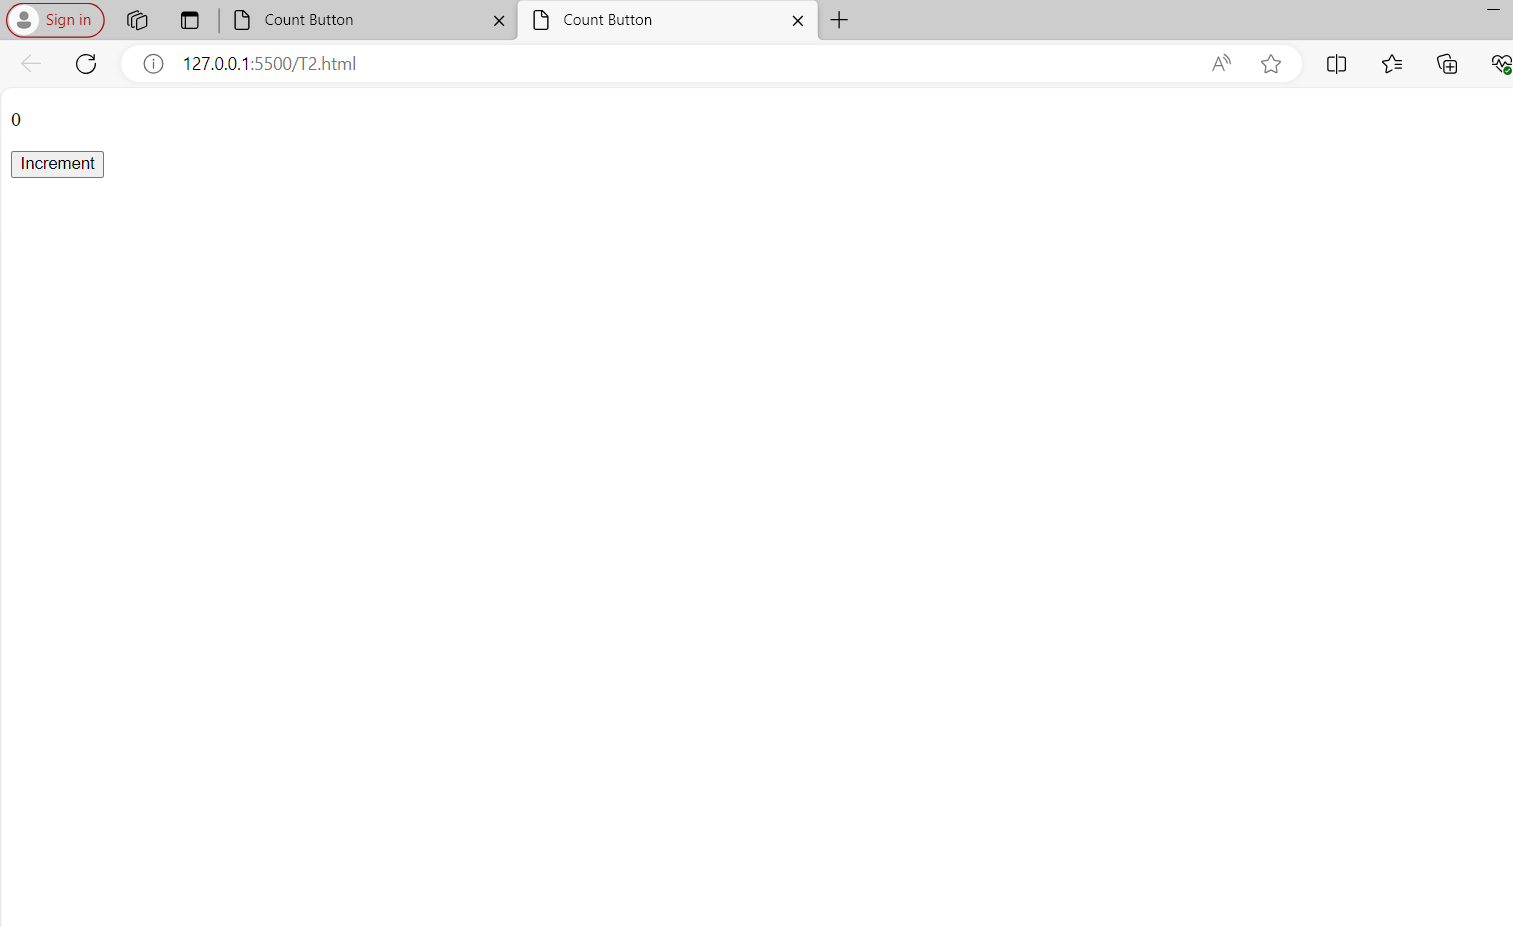 Sign in
Count Button
Count Button
127.0.0.1:5500/T2.html
0
Increment